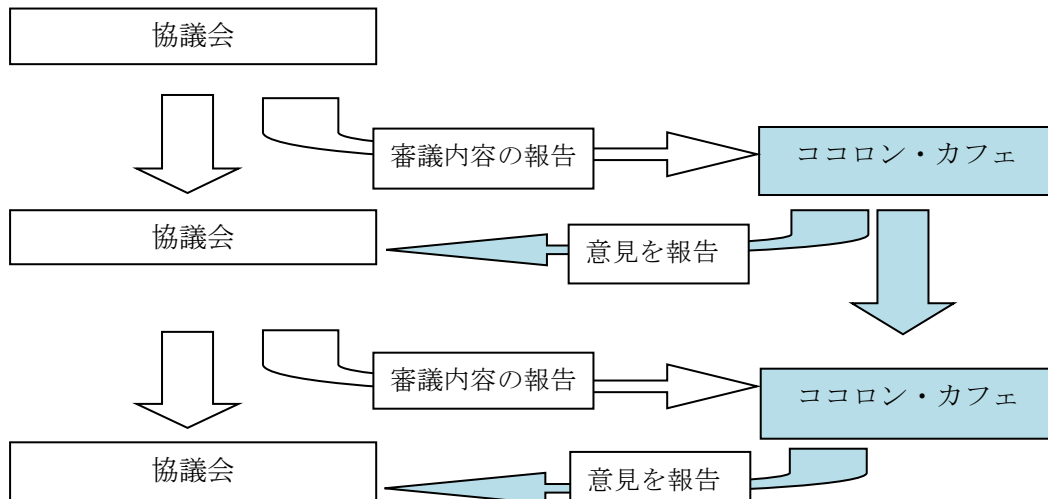 協議会
審議内容の報告
ココロン・カフェ
協議会
意見を報告
審議内容の報告
ココロン・カフェ
協議会
意見を報告